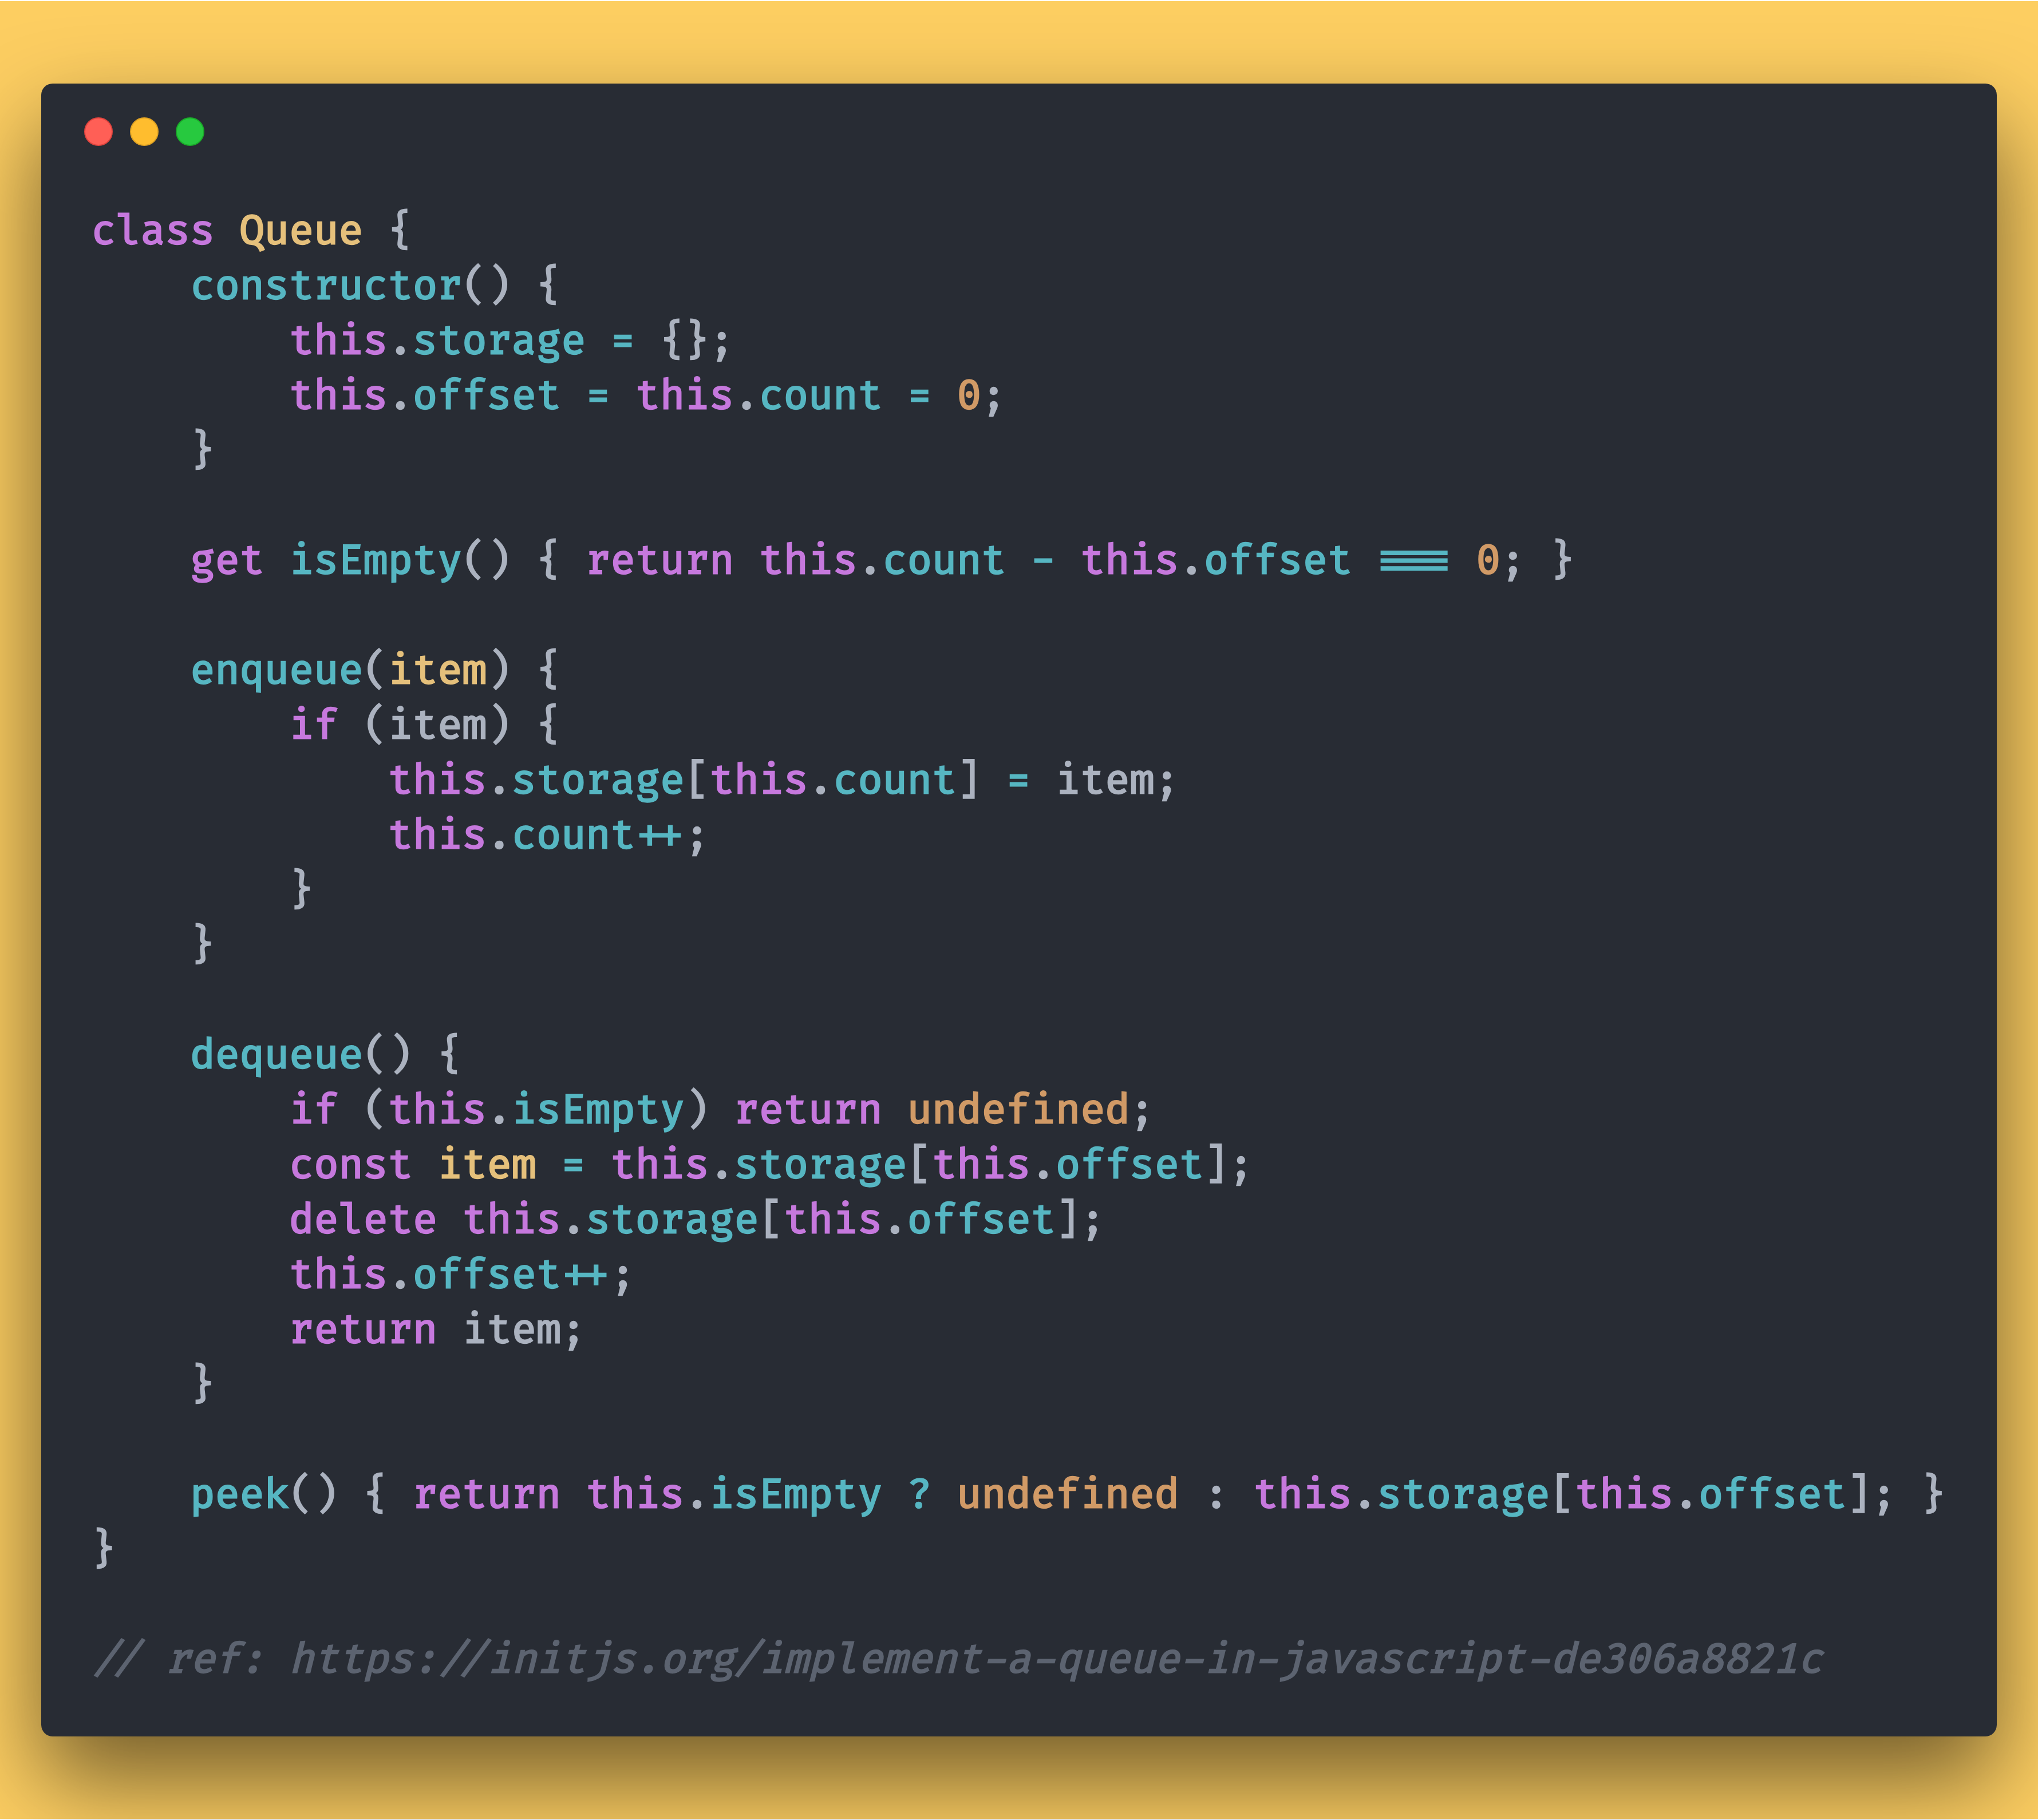 class Queue {
    constructor() {
        this.storage = {};
        this.offset = this.count = 0;
    }

    get isEmpty() { return this.count - this.offset === 0; }

    enqueue(item) {
        if (item) {
            this.storage[this.count] = item;
            this.count++;
        }
    }

    dequeue() {
        if (this.isEmpty) return undefined;
        const item = this.storage[this.offset];
        delete this.storage[this.offset];
        this.offset++;
        return item;
    }

    peek() { return this.isEmpty ? undefined : this.storage[this.offset]; }
}

// ref: https://initjs.org/implement-a-queue-in-javascript-de306a8821c